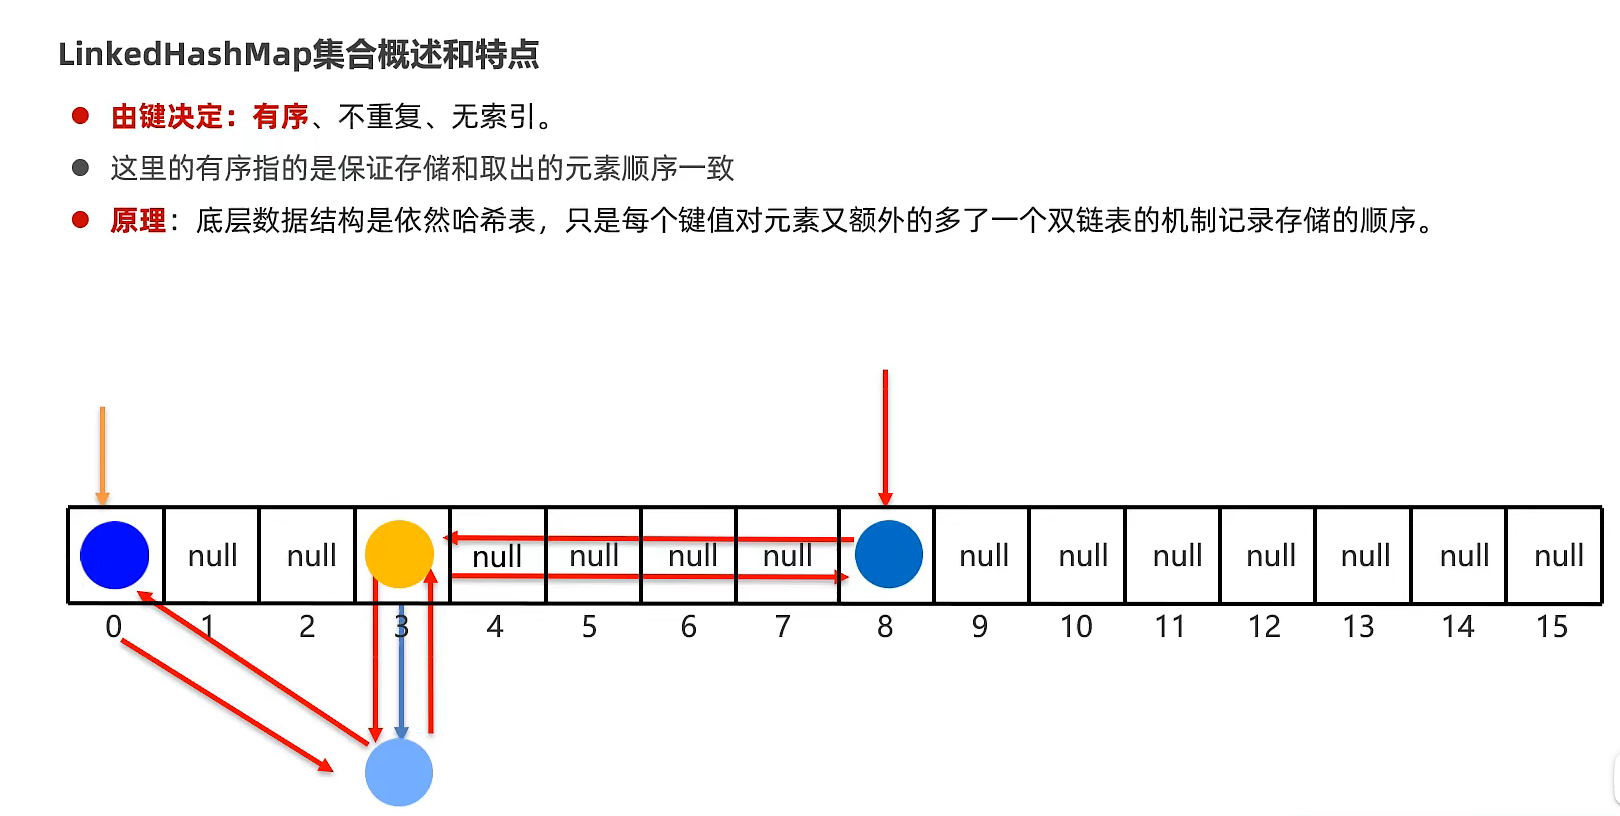 LinkedHashMap集合概述和特点
由键决定：有序、不重复、无索引。
这里的有序指的是保证存储和取出的元素顺序一致
原理：底层数据结构是依然哈希表，只是每个键值对元素又额外的多了一个双链表的机制记录存储的顺序。
null null null null null null null null null null null null null
0 1 2 3 4 5 6 7 8 9 10 11 12 13 14 15